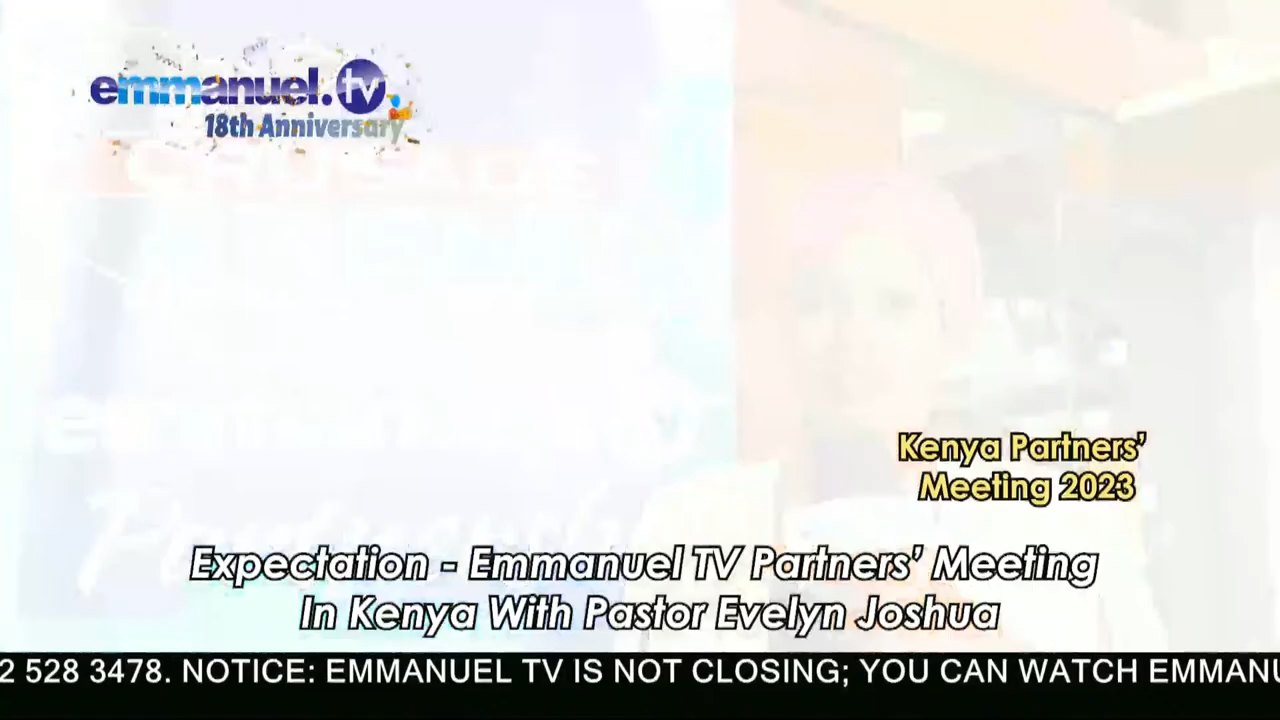 emmanuel.tv
18th Anniversary
CRUSADE
Kenya Partners’
Meeting 2023
Expectation - Emmanuel TV Partners’ Meeting
In Kenya With Pastor Evelyn Joshua
2 528 3478. NOTICE: EMMANUEL TV IS NOT CLOSING; YOU CAN WATCH EMMANU